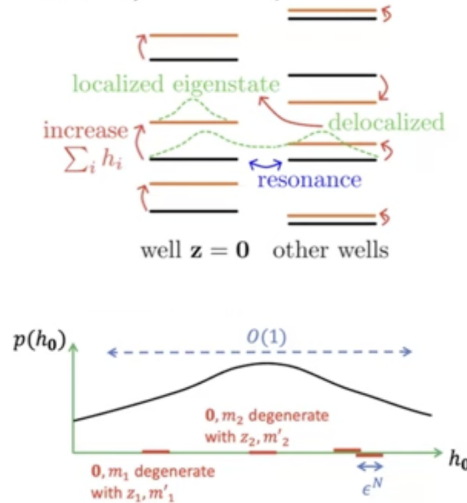 localized eigenstate
increase
∑ᵢ hᵢ
delocalized
resonance
well z = 0 other wells
p(h₀)
O(1)
0, m₂ degenerate
with z₂, m'₂
0, m₁ degenerate
with z₁, m'₁
h₀
ϵᴺ